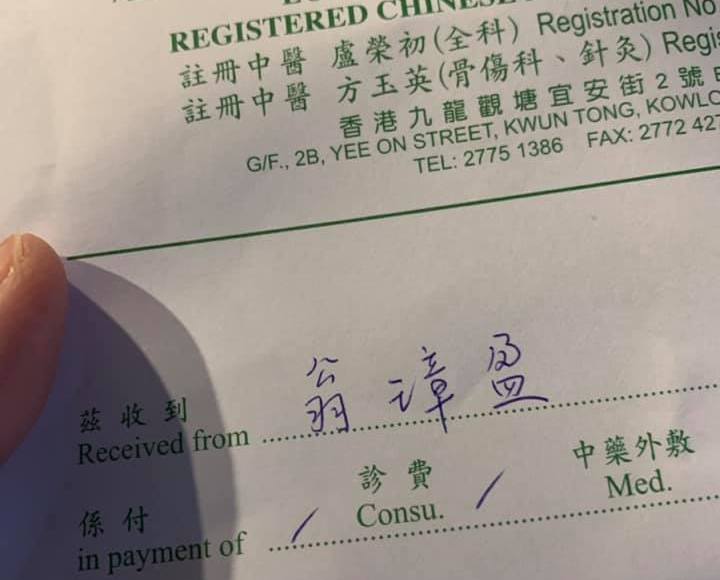 REGISTERED CHINESE
註冊中醫 盧榮初(全科) Registration No
註冊中醫 方玉英(骨傷科、針灸) Regis
香港九龍觀塘宜安街2號
G/F., 2B, YEE ON STREET, KWUN TONG, KOWLO
TEL: 2775 1386 FAX: 2772 427
茲收到
Received from 翁璋盈
係付 診費 中藥外敷
in payment of / Consu. / Med.